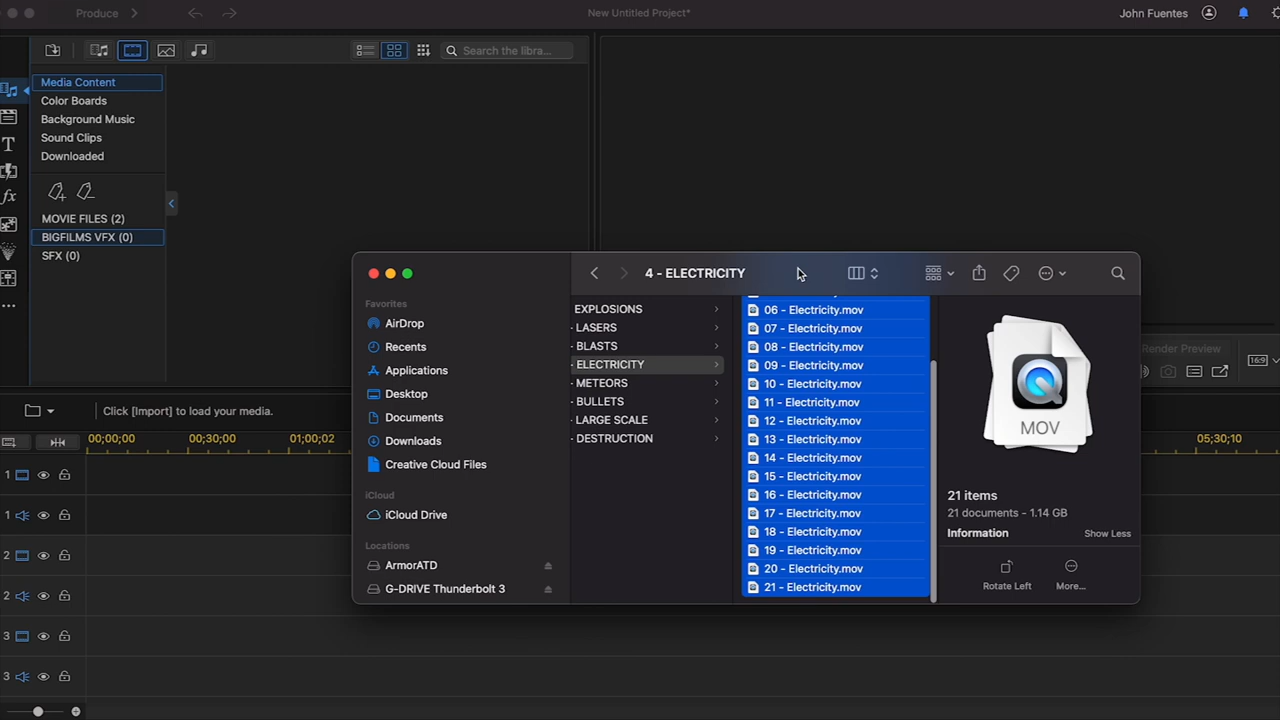 Produce
New Untitled Project*
John Fuentes
Search the libra...
Media Content
Color Boards
Background Music
Sound Clips
Downloaded
MOVIE FILES (2)
BIGFILMS VFX (0)
SFX (0)
T
fx
4 - ELECTRICITY
Favorites
AirDrop
Recents
Applications
Desktop
Documents
Downloads
Creative Cloud Files
iCloud
iCloud Drive
Locations
ArmorATD
G-DRIVE Thunderbolt 3
EXPLOSIONS
- LASERS
- BLASTS
- ELECTRICITY
- METEORS
- BULLETS
- LARGE SCALE
- DESTRUCTION
06 - Electricity.mov
07 - Electricity.mov
08 - Electricity.mov
09 - Electricity.mov
10 - Electricity.mov
11 - Electricity.mov
12 - Electricity.mov
13 - Electricity.mov
14 - Electricity.mov
15 - Electricity.mov
16 - Electricity.mov
17 - Electricity.mov
18 - Electricity.mov
19 - Electricity.mov
20 - Electricity.mov
21 - Electricity.mov
MOV
21 items
21 documents - 1.14 GB
Information
Show Less
Rotate Left
More...
Render Preview
16:9
Click [Import] to load your media.
00;00;00
00;30;00
01;00;02
05;30;10
1
1
2
2
3
3